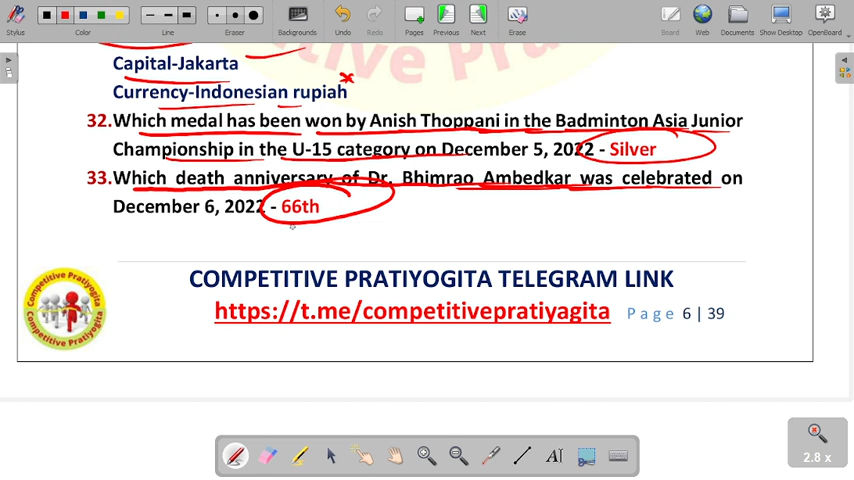 Stylus
Color
Line
Eraser
Backgrounds
Undo
Redo
Pages
Previous
Next
Erase
Board
Web
Documents
Show Desktop
OpenBoard
Capital-Jakarta
Currency-Indonesian rupiah
32.Which medal has been won by Anish Thoppani in the Badminton Asia Junior
Championship in the U-15 category on December 5, 2022 - Silver
33.Which death anniversary of Dr. Bhimrao Ambedkar was celebrated on
December 6, 2022 - 66th
Competitive Pratiyogita
Competitive Pratiyogita
COMPETITIVE PRATIYOGITA TELEGRAM LINK
https://t.me/competitivepratiyagita Page 6 | 39
2.8 x